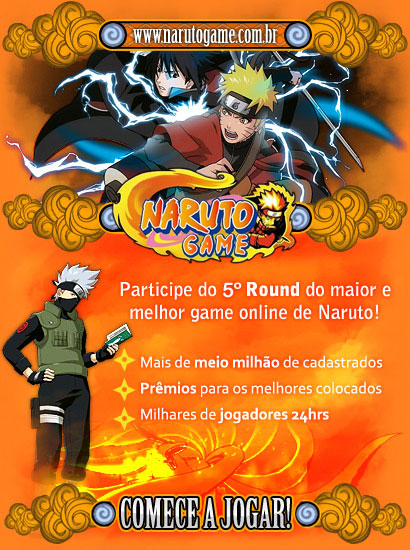 www.narutogame.com.br
NARUTO
GAME
Participe do 5° Round do maior e
melhor game online de Naruto!
Mais de meio milhão de cadastrados
Prêmios para os melhores colocados
Milhares de jogadores 24hrs
COMECE A JOGAR!